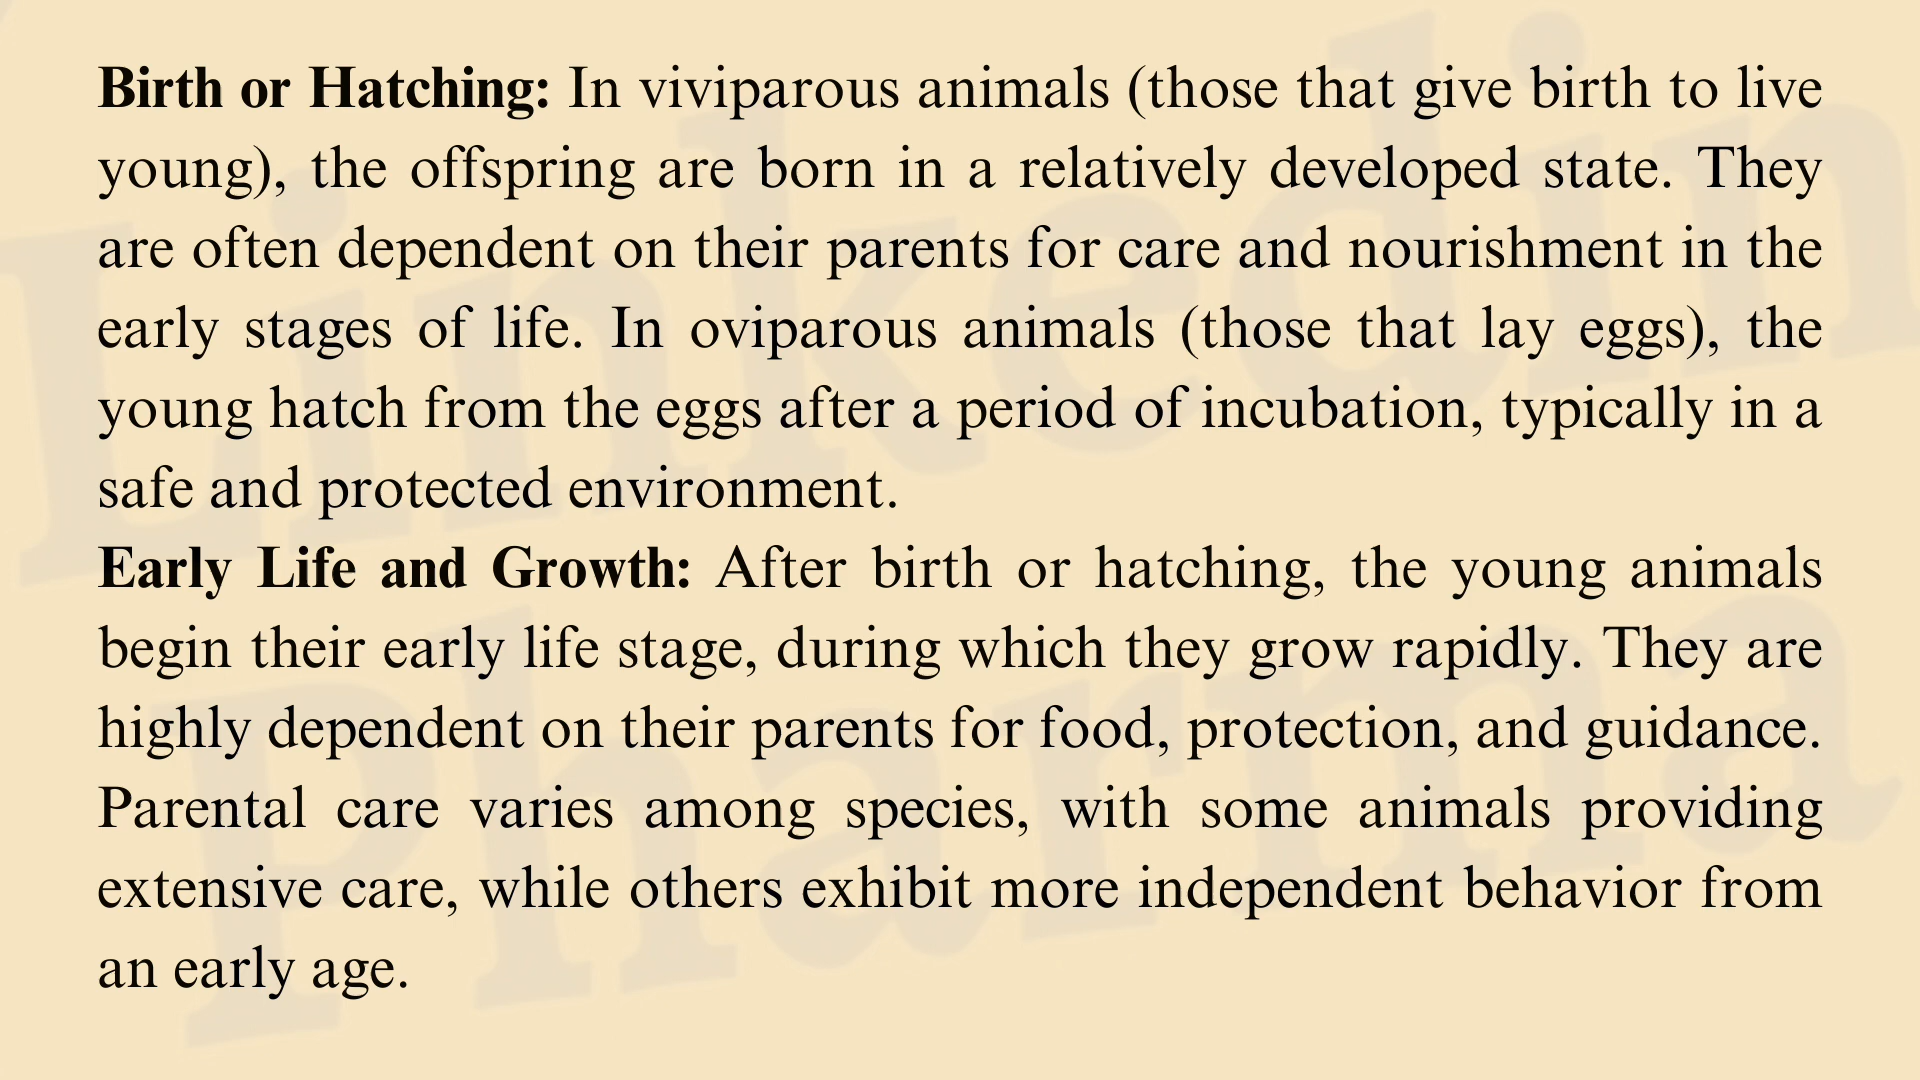 Birth or Hatching: In viviparous animals (those that give birth to live
young), the offspring are born in a relatively developed state. They
are often dependent on their parents for care and nourishment in the
early stages of life. In oviparous animals (those that lay eggs), the
young hatch from the eggs after a period of incubation, typically in a
safe and protected environment.
Early Life and Growth: After birth or hatching, the young animals
begin their early life stage, during which they grow rapidly. They are
highly dependent on their parents for food, protection, and guidance.
Parental care varies among species, with some animals providing
extensive care, while others exhibit more independent behavior from
an early age.
Linkedin
Pharma